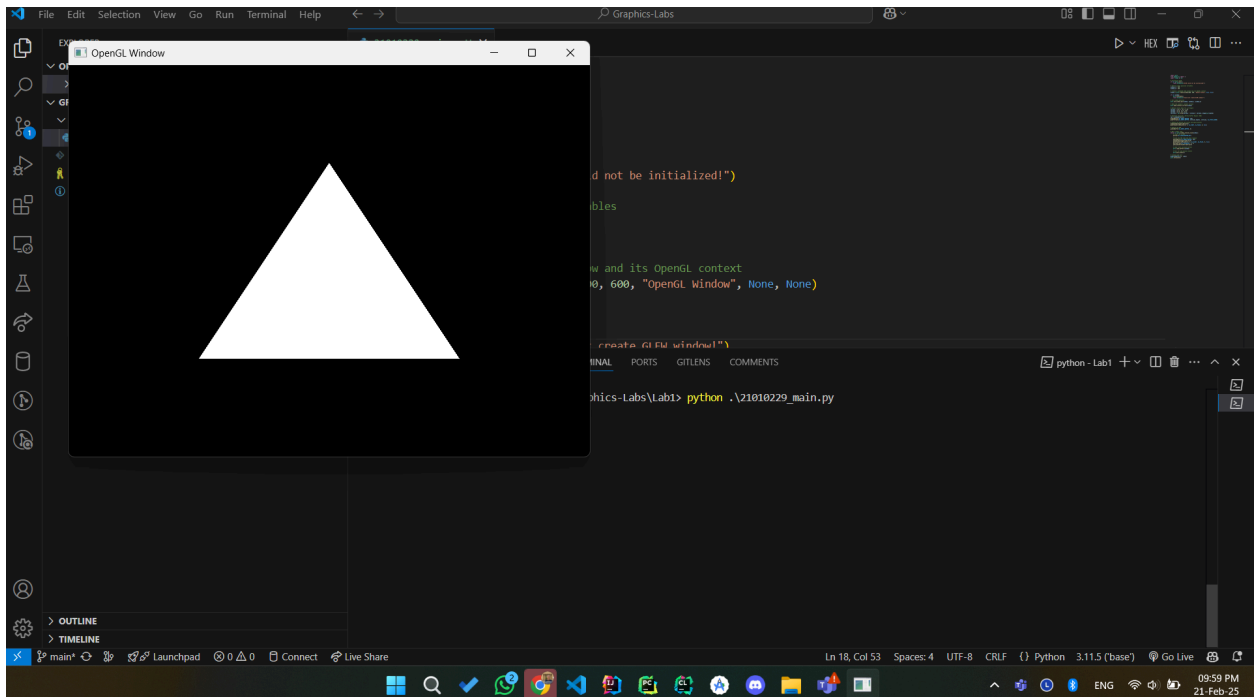 File Edit Selection View Go Run Terminal Help
Graphics-Labs
OpenGL Window
HEX
d not be initialized!")
bles
w and its OpenGL context
0, 600, "OpenGL Window", None, None)
create GLFW window!")
MINAL PORTS GITLENS COMMENTS
python - Lab1
phics-Labs\Lab1> python .\21010229_main.py
OUTLINE
TIMELINE
main* Launchpad 0 0 Connect Live Share
Ln 18, Col 53 Spaces: 4 UTF-8 CRLF {} Python 3.11.5 ('base') Go Live
ENG
09:59 PM
21-Feb-25